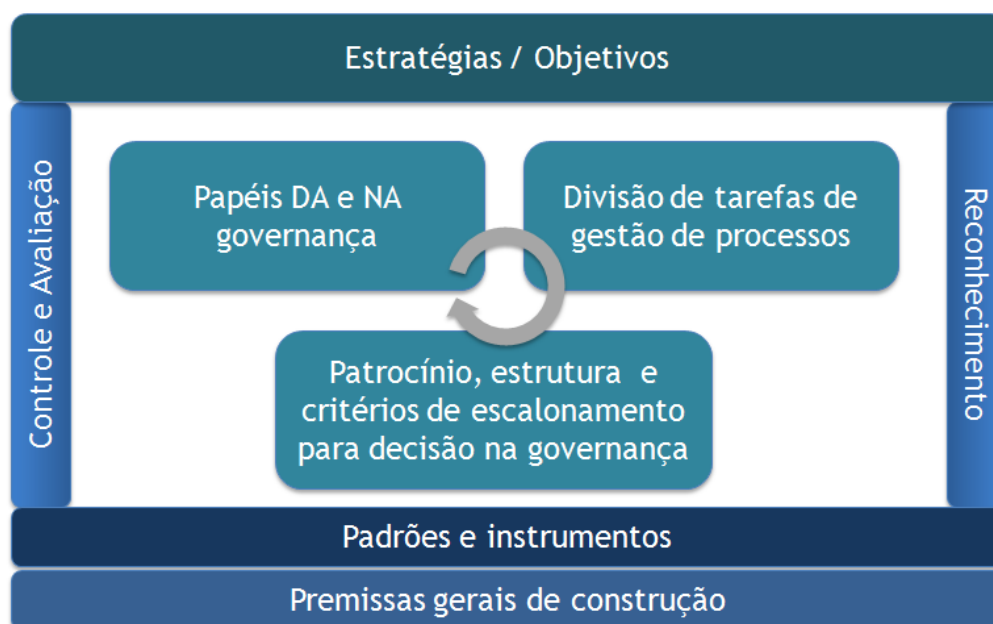 Estratégias / Objetivos
Controle e Avaliação
Papéis DA e NA
governança
Divisão de tarefas de
gestão de processos
Patrocínio, estrutura e
critérios de escalonamento
para decisão na governança
Reconhecimento
Padrões e instrumentos
Premissas gerais de construção